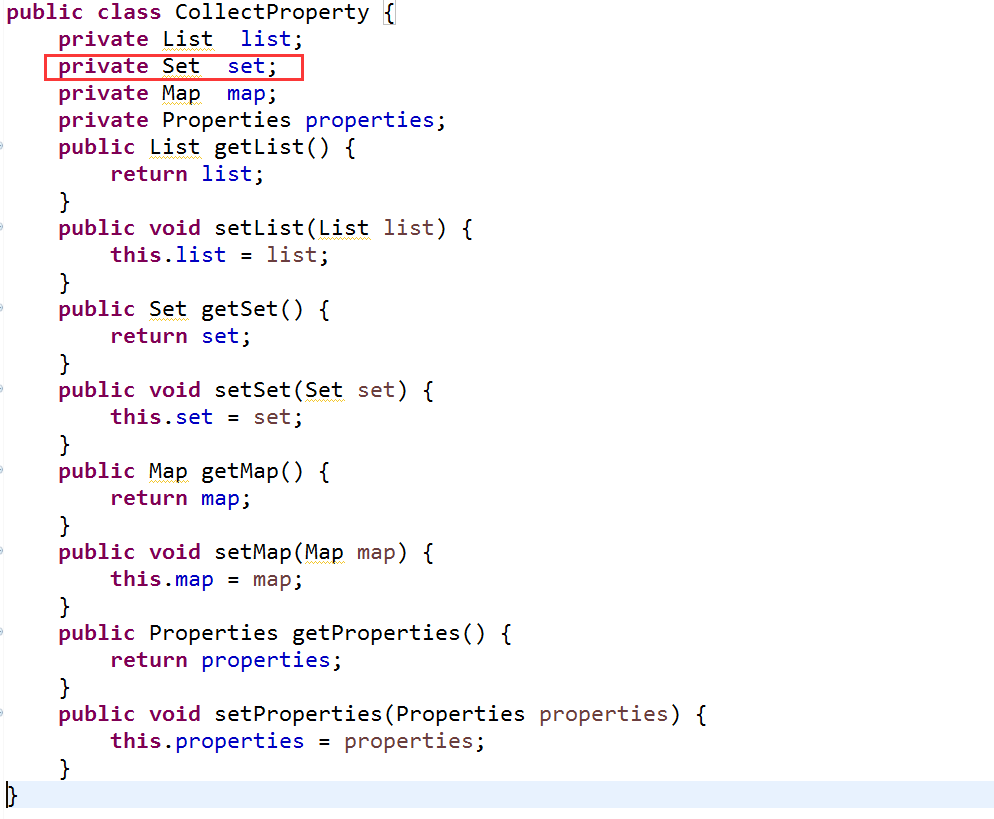 public class CollectProperty {
    private List  list;
    private Set  set;
    private Map  map;
    private Properties properties;
    public List getList() {
        return list;
    }
    public void setList(List list) {
        this.list = list;
    }
    public Set getSet() {
        return set;
    }
    public void setSet(Set set) {
        this.set = set;
    }
    public Map getMap() {
        return map;
    }
    public void setMap(Map map) {
        this.map = map;
    }
    public Properties getProperties() {
        return properties;
    }
    public void setProperties(Properties properties) {
        this.properties = properties;
    }
}